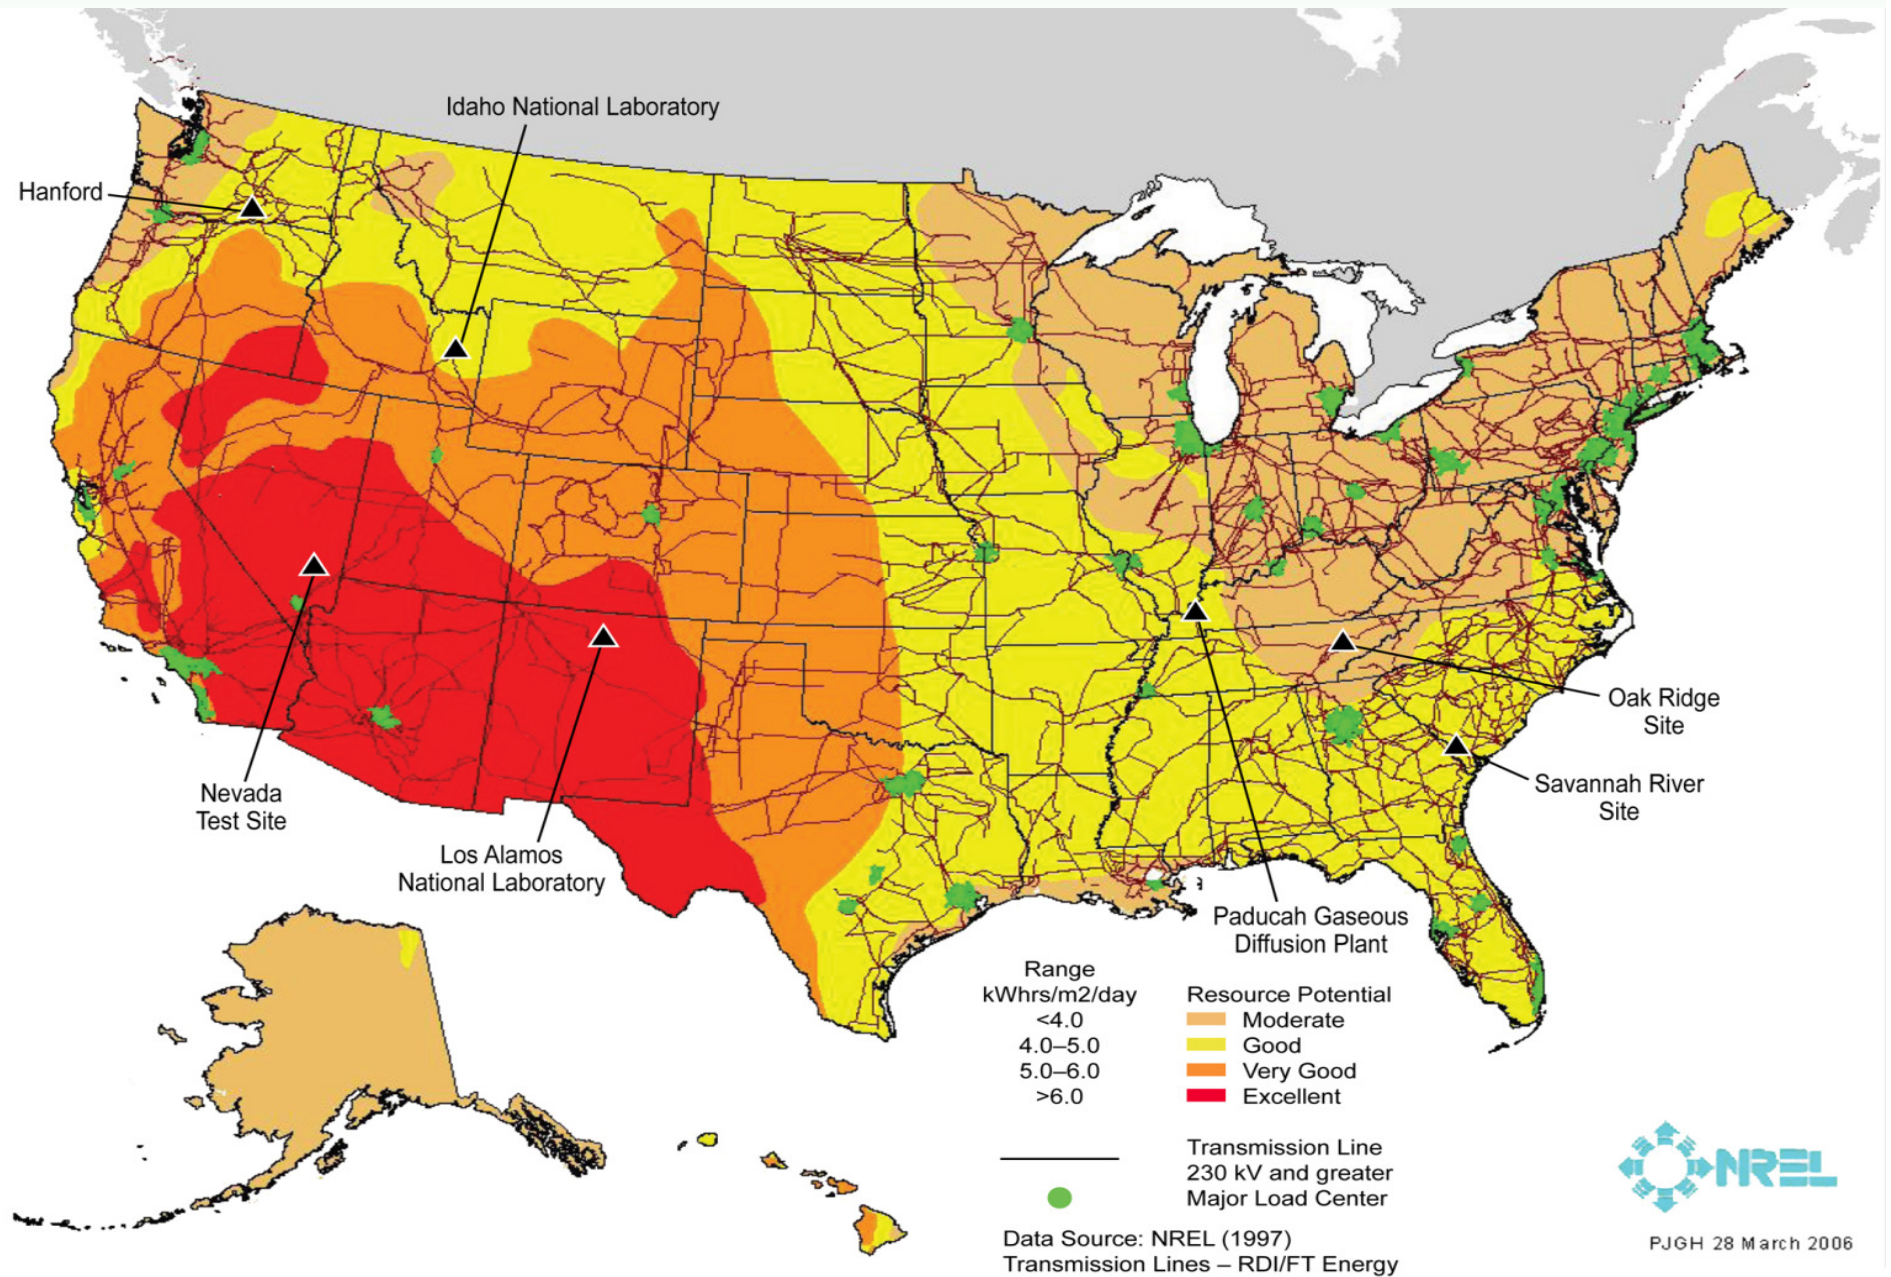 Idaho National Laboratory
Hanford
Nevada
Test Site
Los Alamos
National Laboratory
Oak Ridge
Site
Savannah River
Site
Paducah Gaseous
Diffusion Plant
Range
kWhrs/m2/day
Resource Potential
<4.0 Moderate
4.0–5.0 Good
5.0–6.0 Very Good
>6.0 Excellent
Transmission Line
230 kV and greater
Major Load Center
Data Source: NREL (1997)
Transmission Lines – RDI/FT Energy
NREL
PJGH 28 March 2006